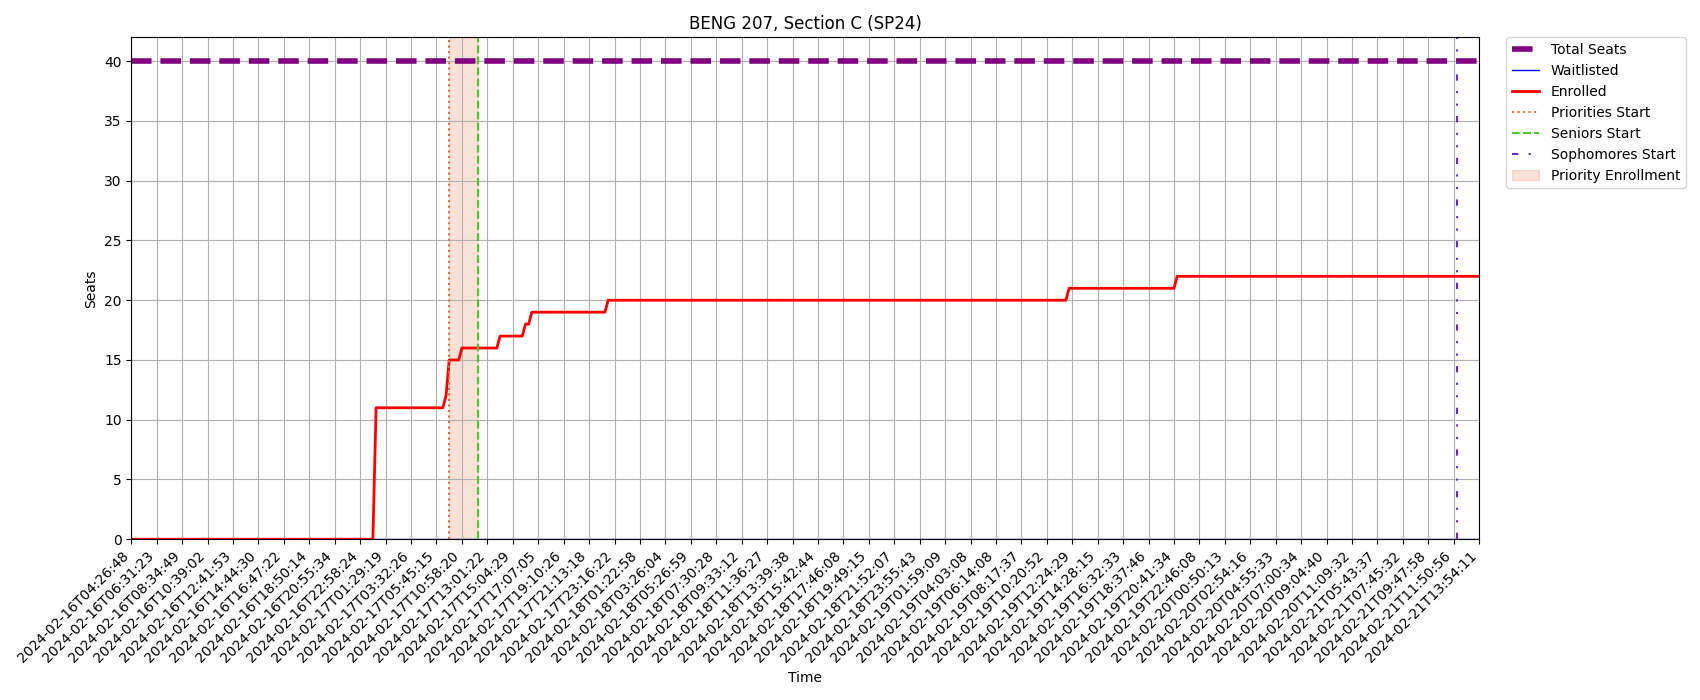 BENG 207, Section C (SP24)
Total Seats
Waitlisted
Enrolled
Priorities Start
Seniors Start
Sophomores Start
Priority Enrollment
Seats
40
35
30
25
20
15
10
5
0
2024-02-16T04:26:48
2024-02-16T06:31:23
2024-02-16T08:34:49
2024-02-16T10:39:02
2024-02-16T12:41:53
2024-02-16T14:44:30
2024-02-16T16:47:22
2024-02-16T18:50:14
2024-02-16T20:55:34
2024-02-16T22:58:24
2024-02-17T01:29:19
2024-02-17T03:32:26
2024-02-17T05:45:15
2024-02-17T10:58:20
2024-02-17T13:01:22
2024-02-17T15:04:29
2024-02-17T17:07:05
2024-02-17T19:10:26
2024-02-17T21:13:18
2024-02-17T23:16:22
2024-02-18T01:22:58
2024-02-18T03:26:04
2024-02-18T05:26:59
2024-02-18T07:30:28
2024-02-18T09:33:12
2024-02-18T11:36:27
2024-02-18T13:39:38
2024-02-18T15:42:44
2024-02-18T17:46:08
2024-02-18T19:49:15
2024-02-18T21:52:07
2024-02-18T23:55:43
2024-02-19T01:59:09
2024-02-19T04:03:08
2024-02-19T06:14:08
2024-02-19T08:17:37
2024-02-19T10:20:52
2024-02-19T12:24:29
2024-02-19T14:28:15
2024-02-19T16:32:33
2024-02-19T18:37:46
2024-02-19T20:41:34
2024-02-19T22:46:08
2024-02-20T00:50:13
2024-02-20T02:54:16
2024-02-20T04:55:33
2024-02-20T07:00:34
2024-02-20T09:04:40
2024-02-20T11:09:32
2024-02-21T05:43:37
2024-02-21T07:45:32
2024-02-21T09:47:58
2024-02-21T11:50:56
2024-02-21T13:54:11
Time